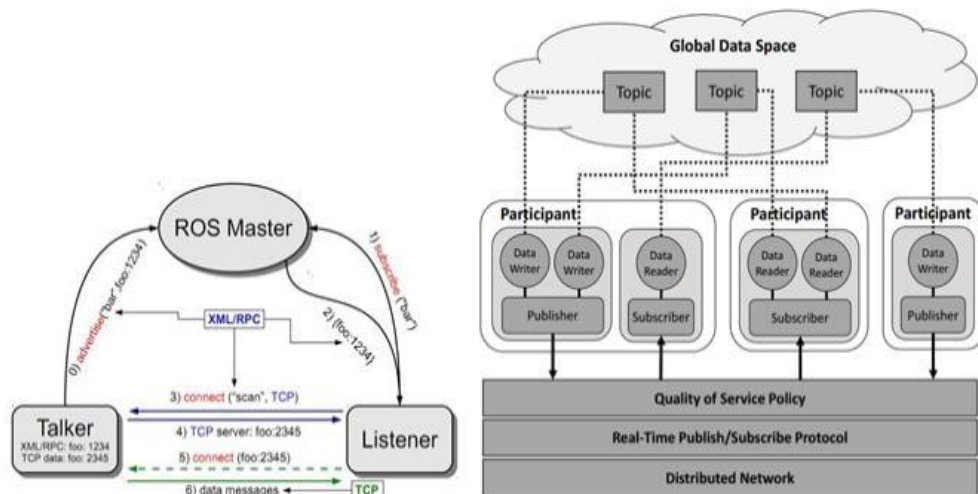 ROS Master
0) advertise("bar",foo:1234)
1) subscribe ("bar")
XML/RPC
2) {foo:1234}
3) connect ("scan", TCP)
Talker
XML/RPC: foo: 1234
TCP data: foo: 2345
4) TCP server: foo:2345
Listener
5) connect (foo:2345)
6) data messages
TCP
Global Data Space
Topic
Topic
Topic
Participant
Participant
Participant
Data
Writer
Data
Writer
Data
Reader
Data
Reader
Data
Reader
Data
Writer
Publisher
Subscriber
Subscriber
Publisher
Quality of Service Policy
Real-Time Publish/Subscribe Protocol
Distributed Network